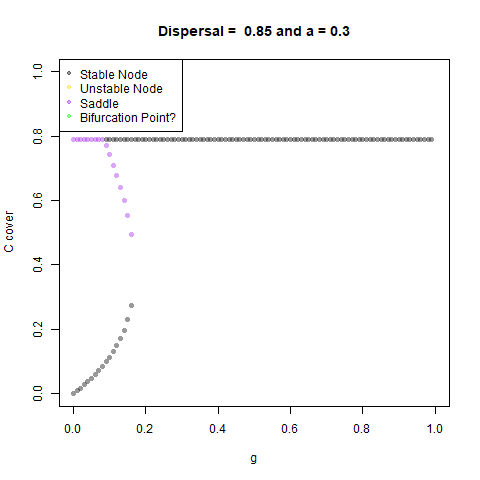 Dispersal =  0.85 and a = 0.3
Stable Node
Unstable Node
Saddle
Bifurcation Point?
C cover
1.0
0.8
0.6
0.4
0.2
0.0
0.0 0.2 0.4 0.6 0.8 1.0
g